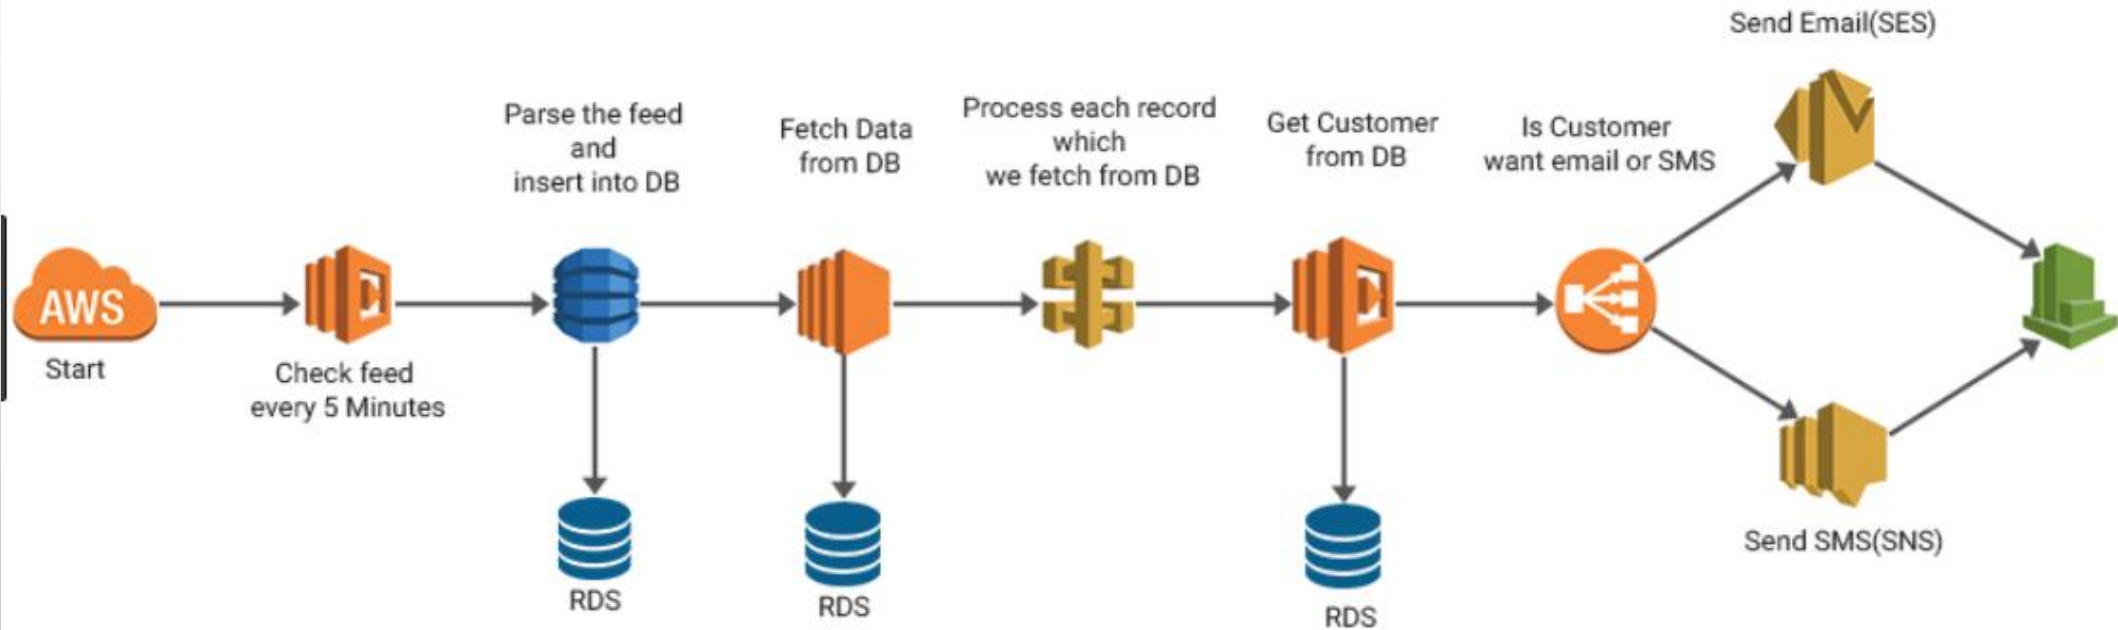 AWS
Start
Check feed
every 5 Minutes
Parse the feed
and
insert into DB
RDS
Fetch Data
from DB
RDS
Process each record
which
we fetch from DB
Get Customer
from DB
RDS
Is Customer
want email or SMS
Send Email(SES)
Send SMS(SNS)